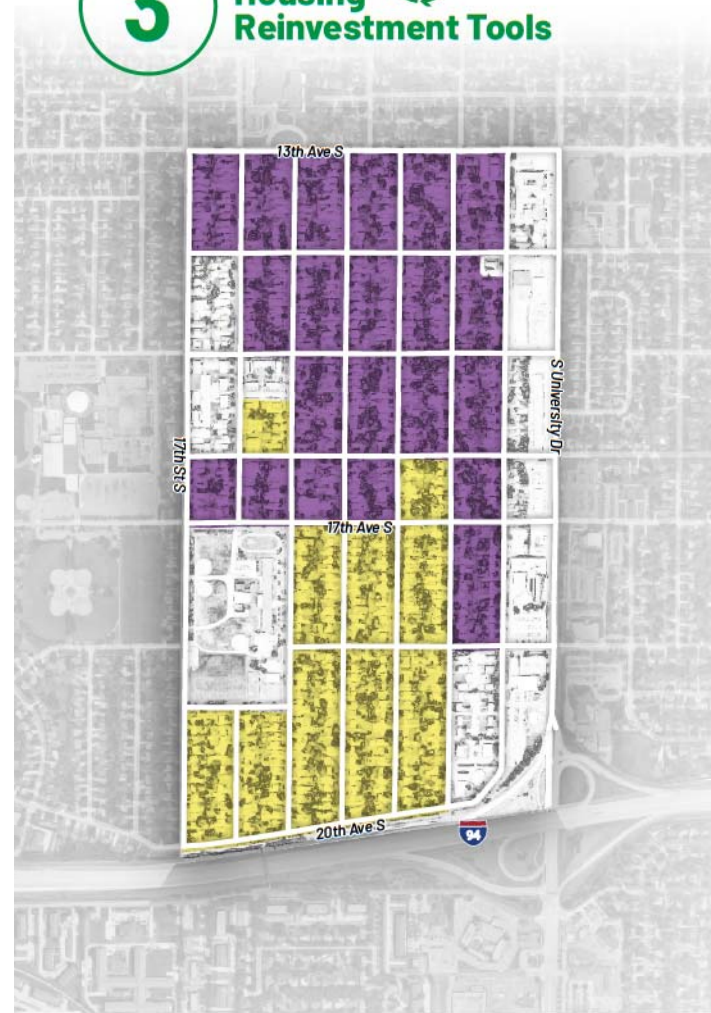 3
Housing
Reinvestment Tools
13th Ave S
S University Dr
17th St S
17th Ave S
20th Ave S
94